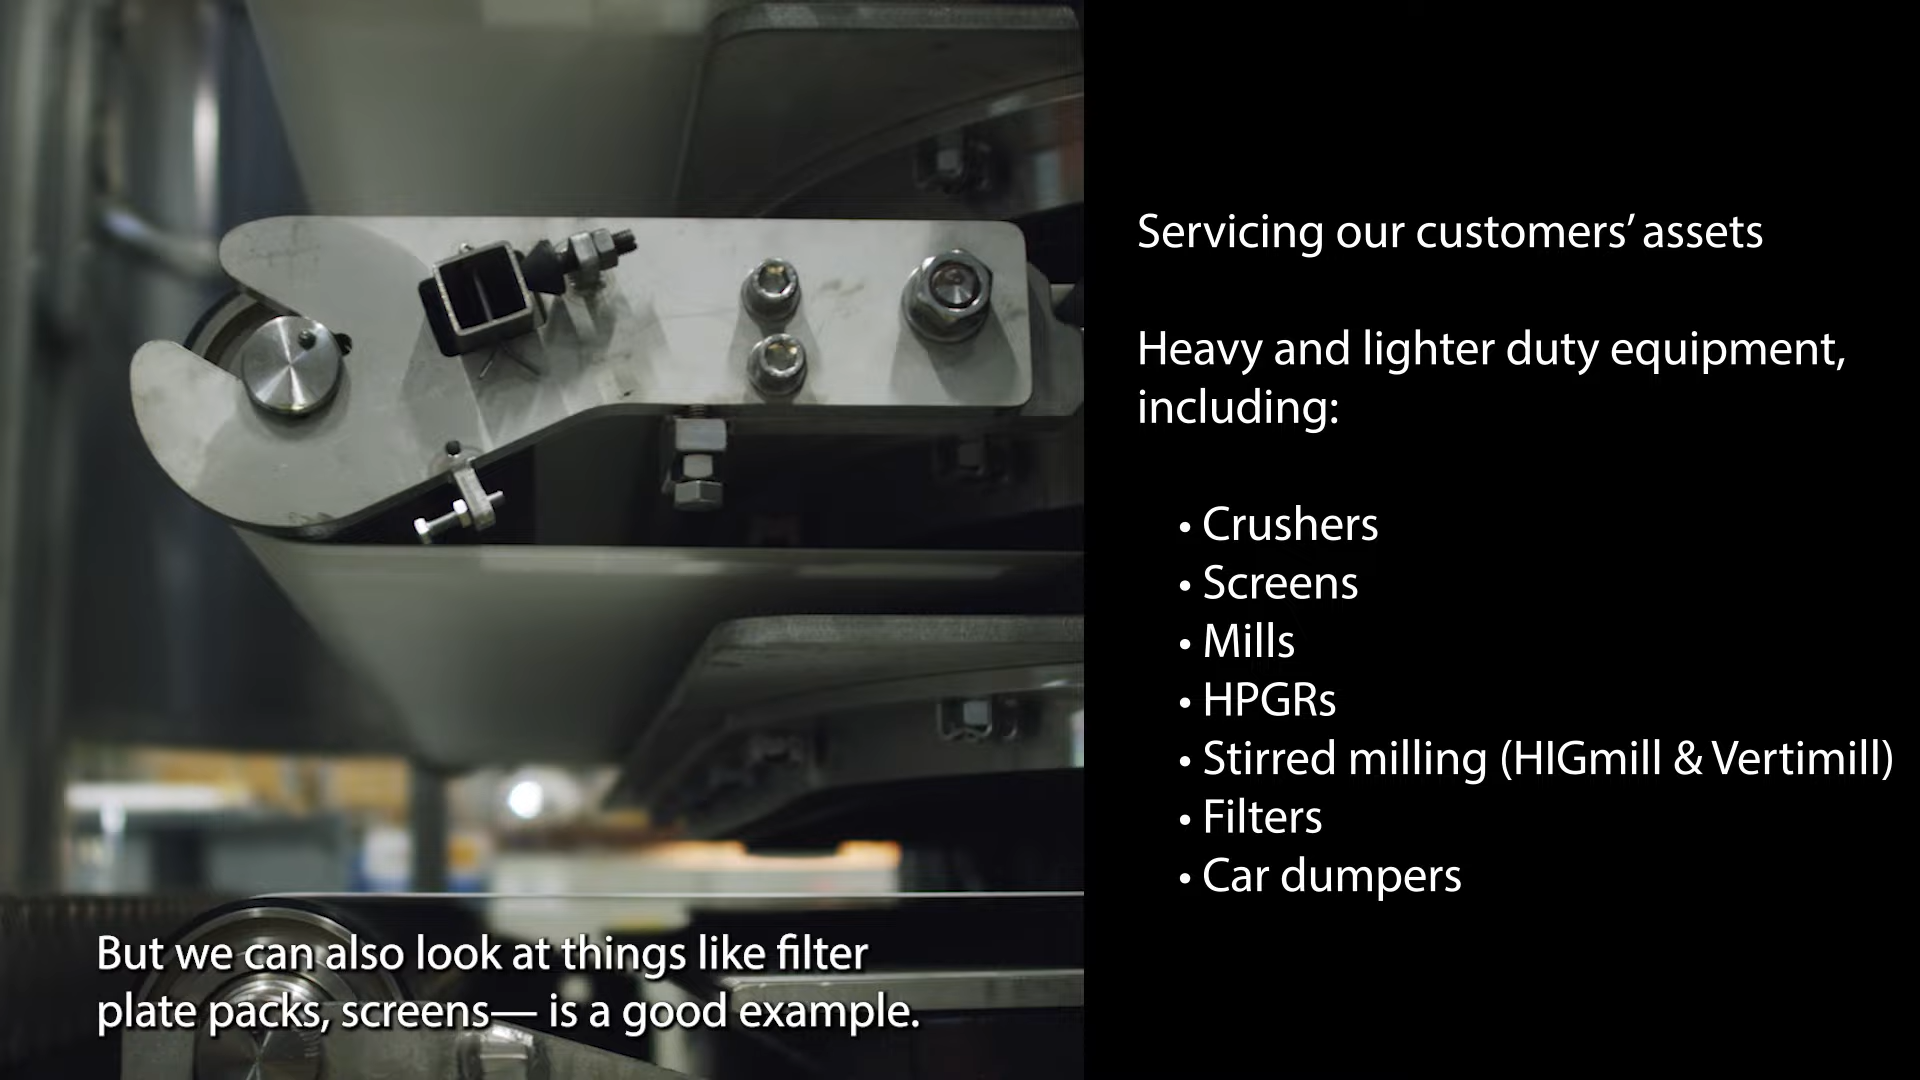 Servicing our customers’ assets
Heavy and lighter duty equipment,
including:
• Crushers
• Screens
• Mills
• HPGRs
• Stirred milling (HIGmill & Vertimill)
• Filters
• Car dumpers
But we can also look at things like filter
plate packs, screens— is a good example.